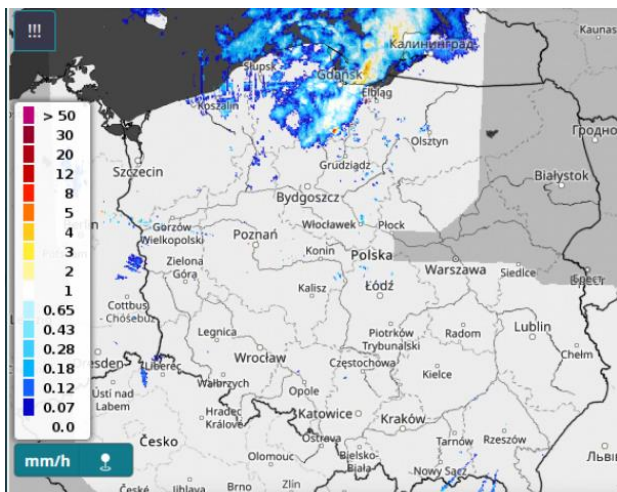 !!!
Kaunas
Калининград
Słupsk
Gdańsk
Elbląg
Koszalin
> 50
30
20
12
8
5
4
3
2
1
0.65
0.43
0.28
0.18
0.12
0.07
0.0
mm/h
Гродно
Olsztyn
Szczecin
Grudziądz
Białystok
Bydgoszcz
Włocławek
Płock
Gorzów
Wielkopolski
Poznań
Konin
Polska
Warszawa
Siedlce
Брест
Zielona
Góra
Kalisz
Łódź
Cottbus
- Chóśebuz
Legnica
Piotrków
Trybunalski
Radom
Lublin
Wrocław
Częstochowa
Chełm
Liberec
Wałbrzych
Kielce
Ústí nad
Labem
Opole
Hradec
Králové
Katowice
Kraków
Česko
Ostrava
Tarnów
Rzeszów
Olomouc
Bielsko-
Biała
Nowy Sącz
České
Jihlava
Brno
Zlín